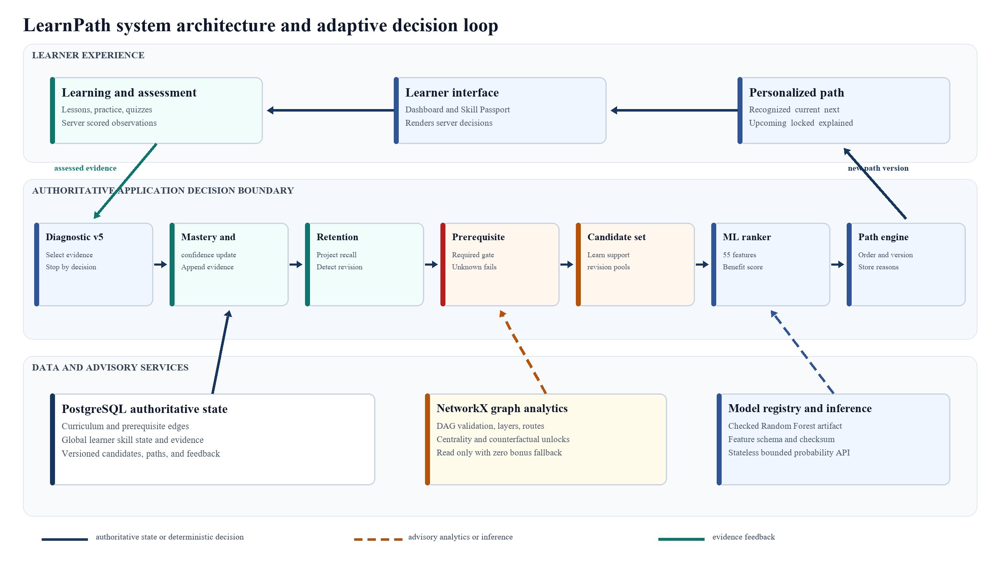 LearnPath system architecture and adaptive decision loop
LEARNER EXPERIENCE
Learning and assessment
Lessons, practice, quizzes
Server scored observations
Learner interface
Dashboard and Skill Passport
Renders server decisions
Personalized path
Recognized current next
Upcoming locked explained
assessed evidence
new path version
AUTHORITATIVE APPLICATION DECISION BOUNDARY
Diagnostic v5
Select evidence
Stop by decision
Mastery and
confidence update
Append evidence
Retention
Project recall
Detect revision
Prerequisite
Required gate
Unknown fails
Candidate set
Learn support
revision pools
ML ranker
55 features
Benefit score
Path engine
Order and version
Store reasons
DATA AND ADVISORY SERVICES
PostgreSQL authoritative state
Curriculum and prerequisite edges
Global learner skill state and evidence
Versioned candidates, paths, and feedback
NetworkX graph analytics
DAG validation, layers, routes
Centrality and counterfactual unlocks
Read only with zero bonus fallback
Model registry and inference
Checked Random Forest artifact
Feature schema and checksum
Stateless bounded probability API
authoritative state or deterministic decision
advisory analytics or inference
evidence feedback